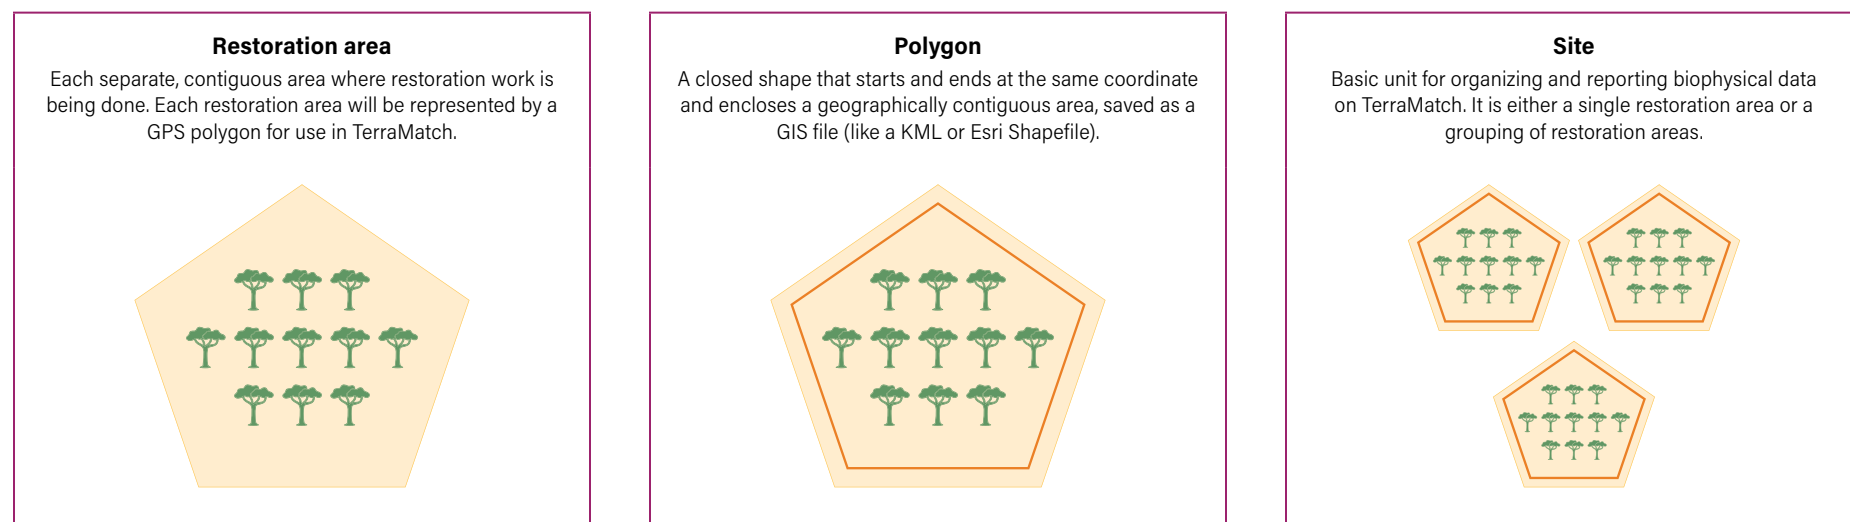 Restoration area
Each separate, contiguous area where restoration work is
being done. Each restoration area will be represented by a
GPS polygon for use in TerraMatch.
Polygon
A closed shape that starts and ends at the same coordinate
and encloses a geographically contiguous area, saved as a
GIS file (like a KML or Esri Shapefile).
Site
Basic unit for organizing and reporting biophysical data
on TerraMatch. It is either a single restoration area or a
grouping of restoration areas.